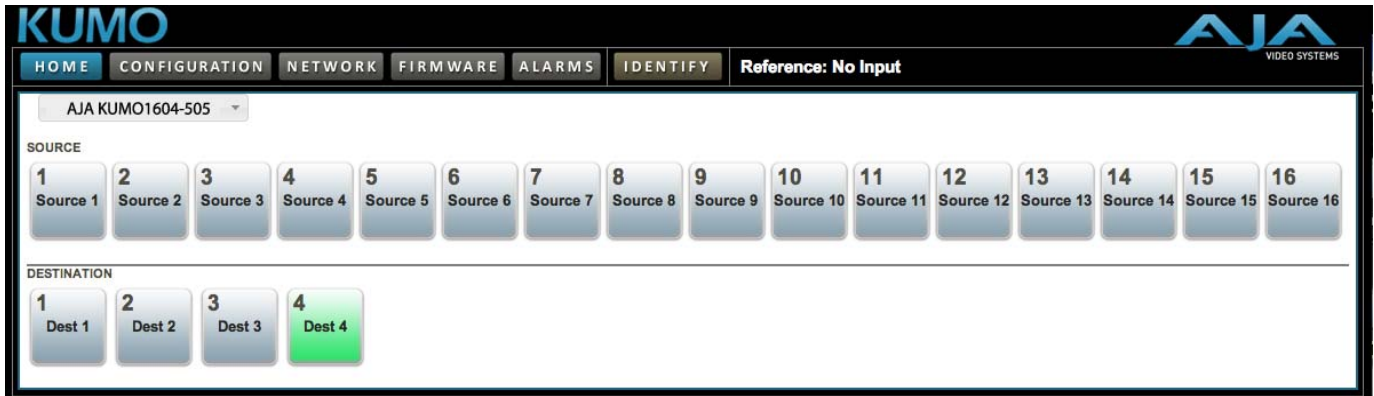 KUMO
AJA
VIDEO SYSTEMS
HOME CONFIGURATION NETWORK FIRMWARE ALARMS IDENTIFY Reference: No Input
AJA KUMO1604-505
SOURCE
1 2 3 4 5 6 7 8 9 10 11 12 13 14 15 16
Source 1 Source 2 Source 3 Source 4 Source 5 Source 6 Source 7 Source 8 Source 9 Source 10 Source 11 Source 12 Source 13 Source 14 Source 15 Source 16
DESTINATION
1 2 3 4
Dest 1 Dest 2 Dest 3 Dest 4